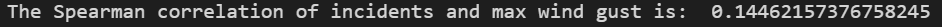 The Spearman correlation of incidents and max wind gust is:  0.14462157376758245